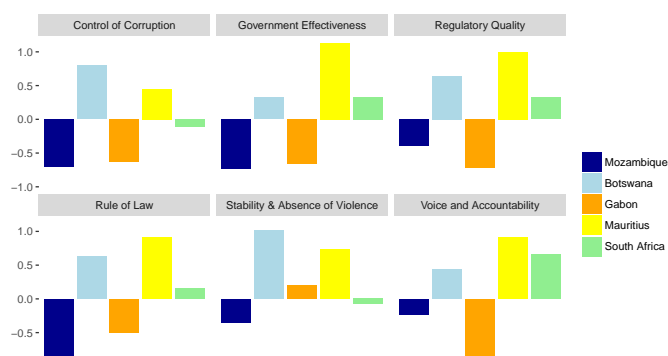 Control of Corruption
Government Effectiveness
Regulatory Quality
1.0
0.5
0.0
−0.5
−1.0
Rule of Law
Stability & Absence of Violence
Voice and Accountability
1.0
0.5
0.0
−0.5
Mozambique
Botswana
Gabon
Mauritius
South Africa